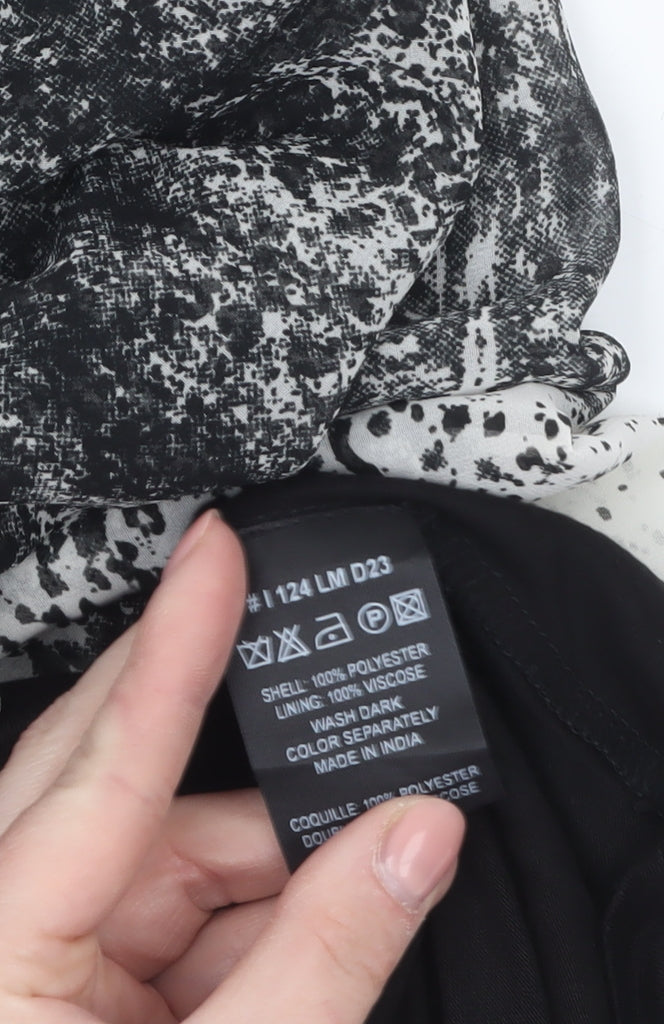 # I 124 LM D23
P
SHELL: 100% POLYESTER
LINING: 100% VISCOSE
WASH DARK
COLOR SEPARATELY
MADE IN INDIA
COQUILLE: 100% POLYESTER